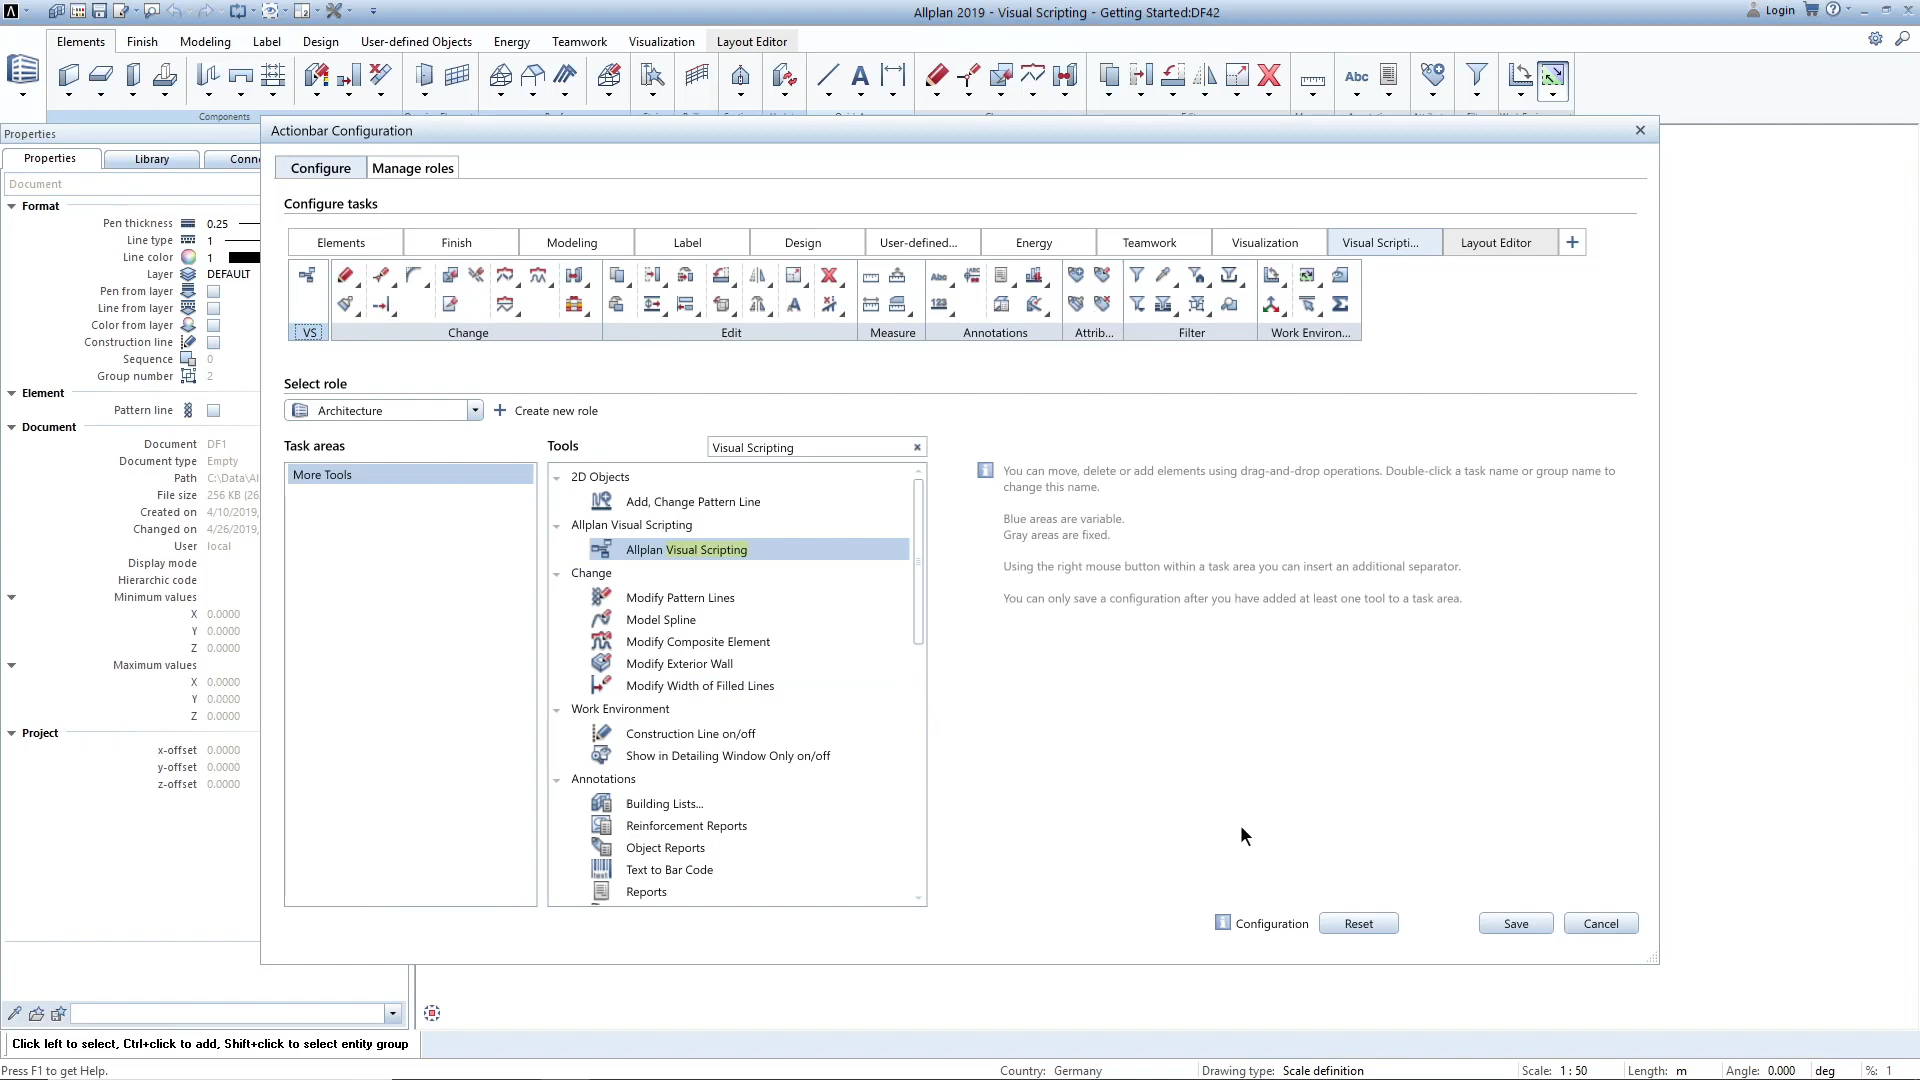 Allplan 2019 - Visual Scripting - Getting Started:DF42
Login
Elements
Finish
Modeling
Label
Design
User-defined Objects
Energy
Teamwork
Visualization
Layout Editor
Abc
Components
Properties
Properties
Library
Conn
Document
Format
Pen thickness 0.25
Line type 1
Line color 1
Layer DEFAULT
Pen from layer
Line from layer
Color from layer
Construction line
Sequence 0
Group number 2
Element
Pattern line
Document
Document DF1
Document type Empty
Path C:\Data\Al
File size 256 KB (26
Created on 4/10/2019,
Changed on 4/26/2019,
User local
Display mode
Hierarchic code
Minimum values
X 0.0000
Y 0.0000
Z 0.0000
Maximum values
X 0.0000
Y 0.0000
Z 0.0000
Project
x-offset 0.0000
y-offset 0.0000
z-offset 0.0000
Actionbar Configuration
Configure
Manage roles
Configure tasks
Elements
Finish
Modeling
Label
Design
User-defined...
Energy
Teamwork
Visualization
Visual Scripti...
Layout Editor
VS
Change
Edit
Measure
Annotations
Attrib...
Filter
Work Environ...
Select role
Architecture
Create new role
Task areas
More Tools
Tools
Visual Scripting
2D Objects
Add, Change Pattern Line
Allplan Visual Scripting
Allplan Visual Scripting
Change
Modify Pattern Lines
Model Spline
Modify Composite Element
Modify Exterior Wall
Modify Width of Filled Lines
Work Environment
Construction Line on/off
Show in Detailing Window Only on/off
Annotations
Building Lists...
Reinforcement Reports
Object Reports
Text to Bar Code
Reports
You can move, delete or add elements using drag-and-drop operations. Double-click a task name or group name to
change this name.
Blue areas are variable.
Gray areas are fixed.
Using the right mouse button within a task area you can insert an additional separator.
You can only save a configuration after you have added at least one tool to a task area.
Configuration
Reset
Save
Cancel
Click left to select, Ctrl+click to add, Shift+click to select entity group
Press F1 to get Help.
Country: Germany
Drawing type: Scale definition
Scale: 1 : 50
Length: m
Angle: 0.000
deg
%: 1